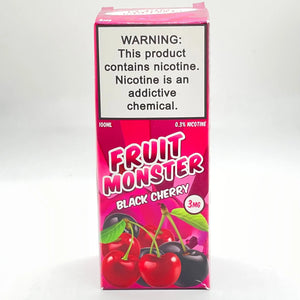 WARNING:
This product
contains nicotine.
Nicotine is an
addictive
chemical.
100ML 0.3% NICOTINE
FRUIT
MONSTER
BLACK CHERRY
3MG